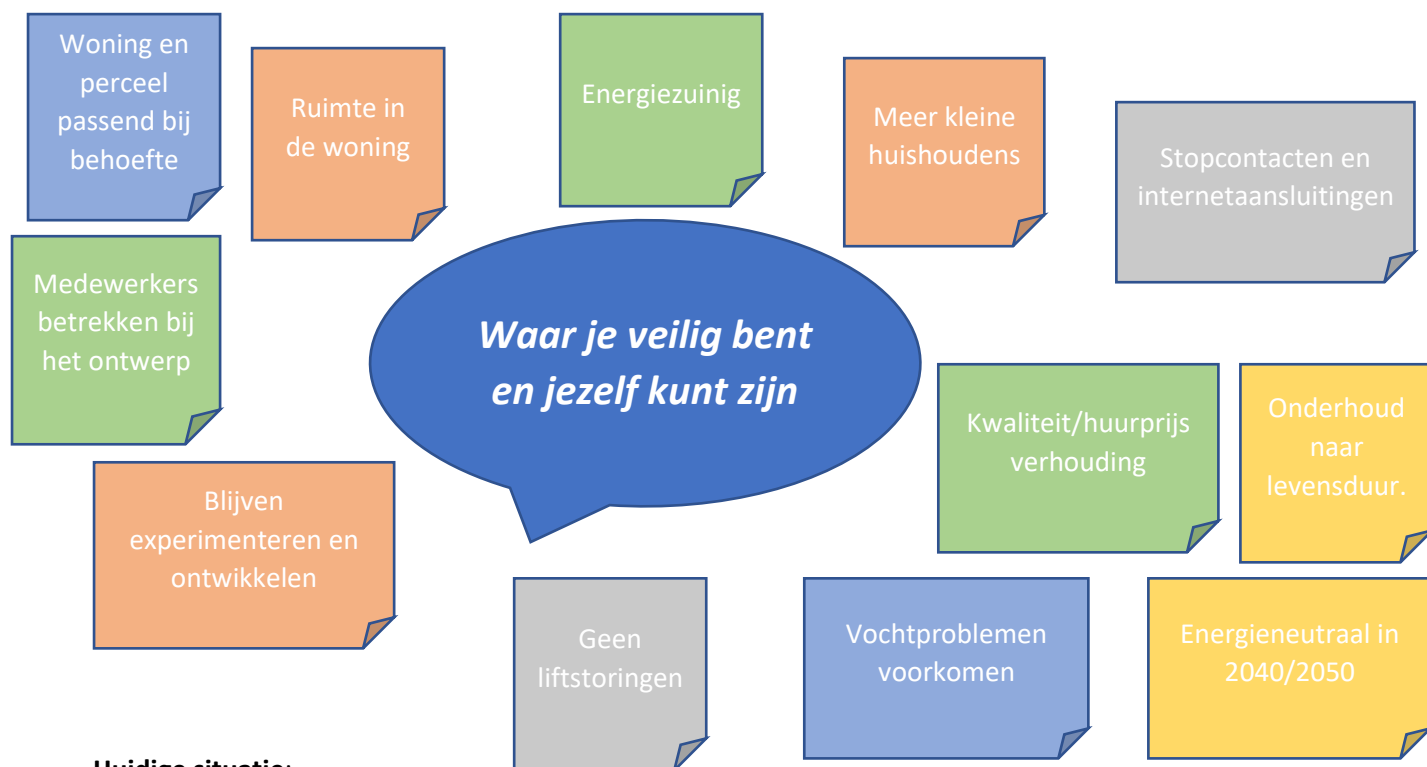 Woning en
perceel
passend bij
behoefte
Ruimte in
de woning
Energiezuinig
Meer kleine
huishoudens
Stopcontacten en
internetaansluitingen
Medewerkers
betrekken bij
het ontwerp
Waar je veilig bent
en jezelf kunt zijn
Kwaliteit/huurprijs
verhouding
Onderhoud
naar
levensduur.
Blijven
experimenteren en
ontwikkelen
Geen
liftstoringen
Vochtproblemen
voorkomen
Energieneutraal in
2040/2050
Huidige situatie: